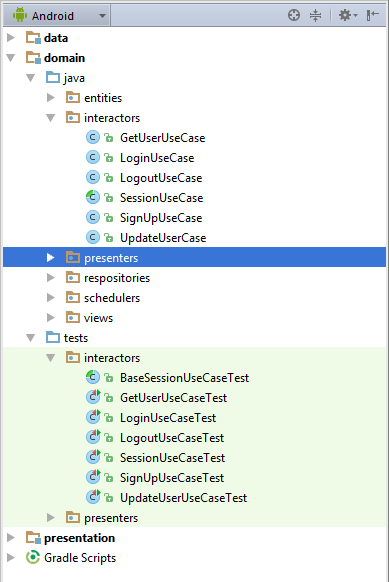 Android
data
domain
java
entities
interactors
GetUserUseCase
LoginUseCase
LogoutUseCase
SessionUseCase
SignUpUseCase
UpdateUserCase
presenters
respositories
schedulers
views
tests
interactors
BaseSessionUseCaseTest
GetUserUseCaseTest
LoginUseCaseTest
LogoutUseCaseTest
SessionUseCaseTest
SignUpUseCaseTest
UpdateUserUseCaseTest
presenters
presentation
Gradle Scripts